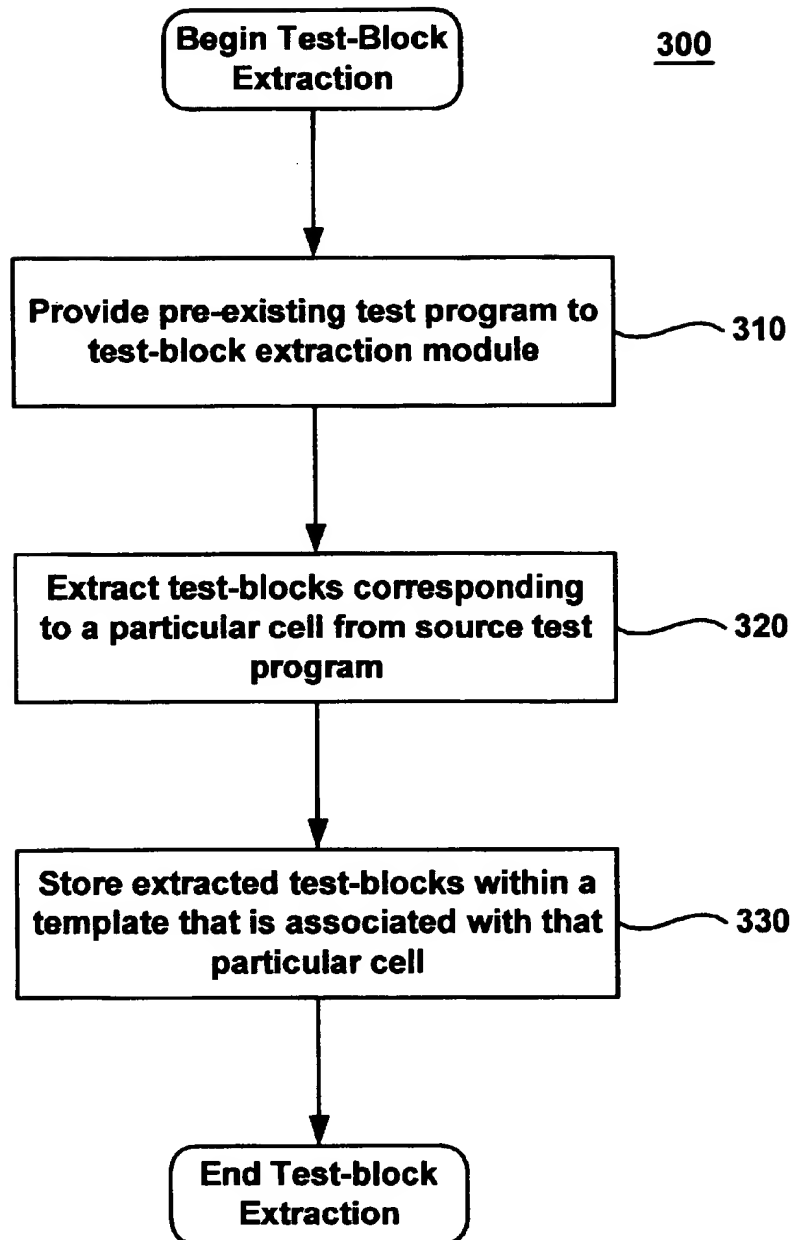 Begin Test-Block
Extraction
300
Provide pre-existing test program to
test-block extraction module
310
Extract test-blocks corresponding
to a particular cell from source test
program
320
Store extracted test-blocks within a
template that is associated with that
particular cell
330
End Test-block
Extraction